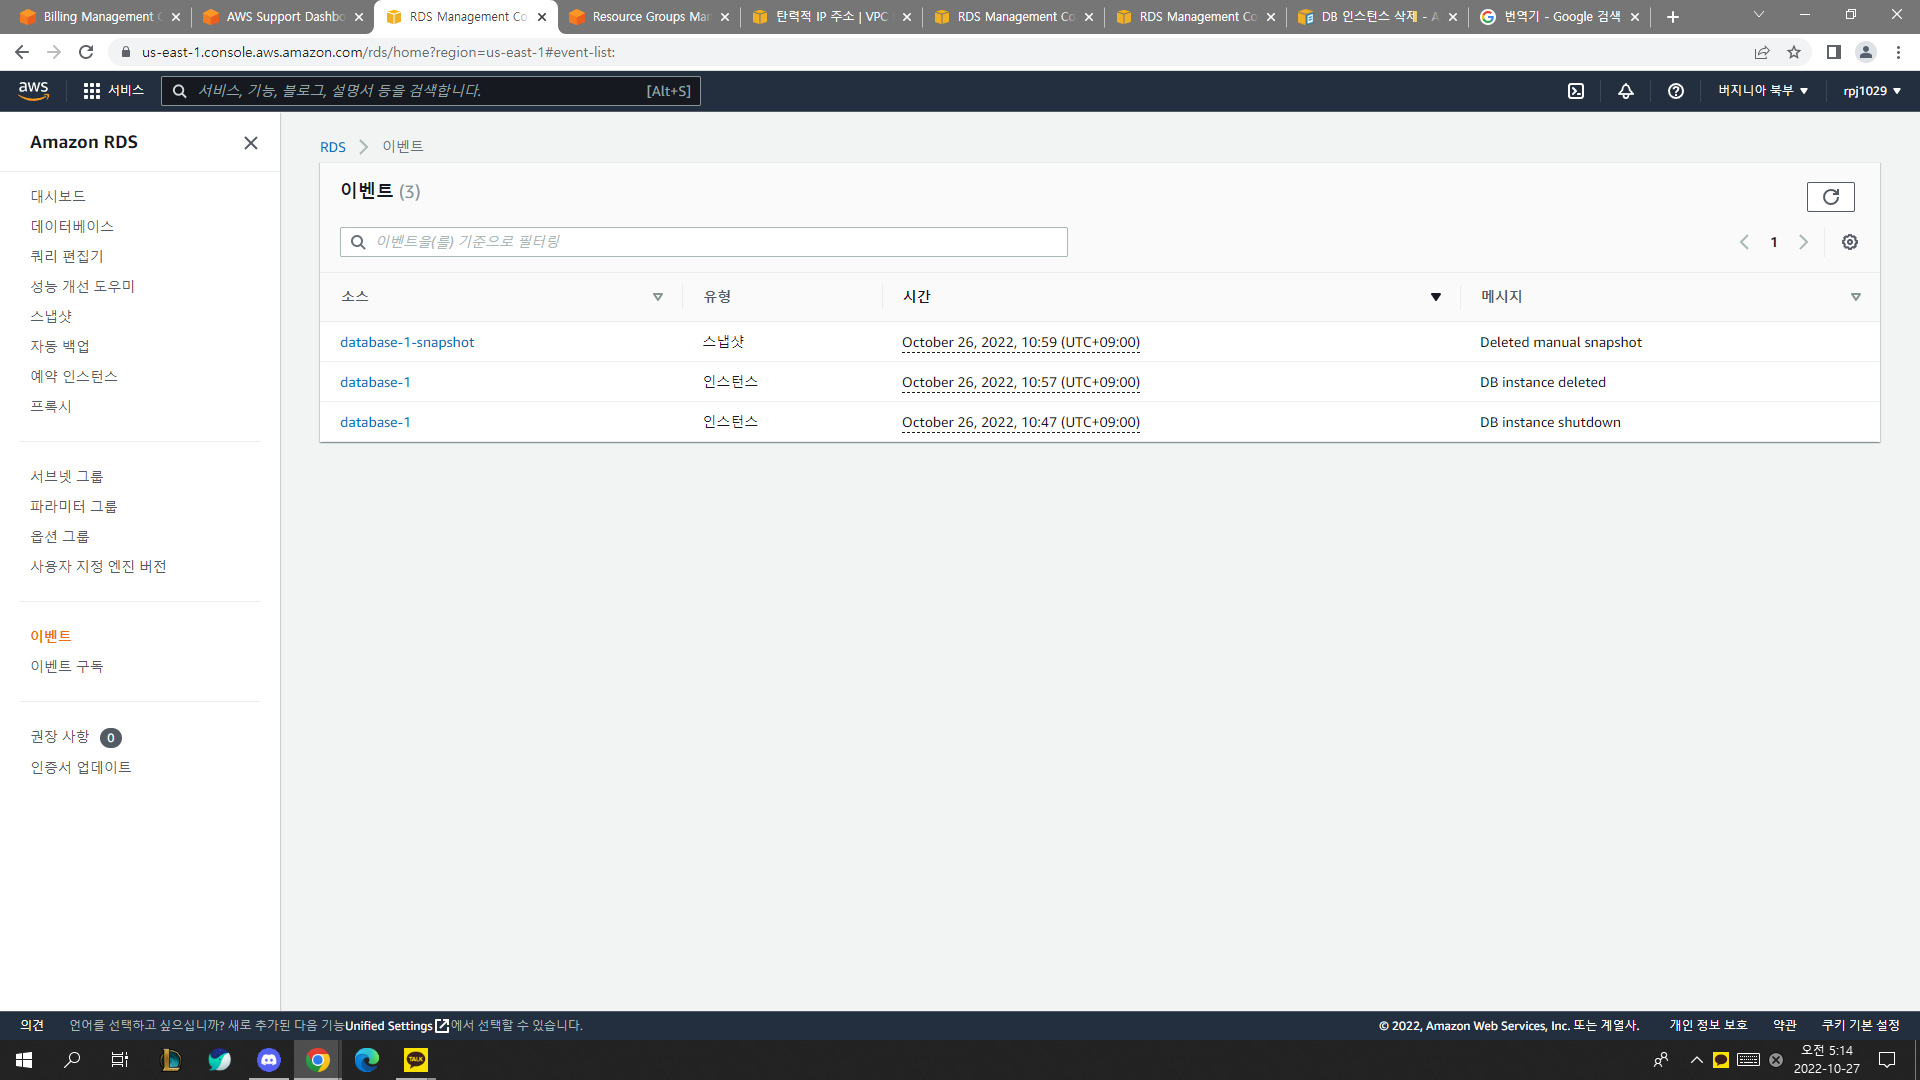 Billing Management C
AWS Support Dashbo
RDS Management Co
Resource Groups Man
탄력적 IP 주소 | VPC
RDS Management Co
RDS Management Co
DB 인스턴스 삭제 - A
번역기 - Google 검색
us-east-1.console.aws.amazon.com/rds/home?region=us-east-1#event-list:
aws
서비스
서비스, 기능, 블로그, 설명서 등을 검색합니다.
[Alt+S]
버지니아 북부
rpj1029
Amazon RDS
대시보드
데이터베이스
쿼리 편집기
성능 개선 도우미
스냅샷
자동 백업
예약 인스턴스
프록시
서브넷 그룹
파라미터 그룹
옵션 그룹
사용자 지정 엔진 버전
이벤트
이벤트 구독
권장 사항 0
인증서 업데이트
RDS 이벤트
이벤트 (3)
이벤트을(를) 기준으로 필터링
1
소스 유형 시간 메시지
database-1-snapshot 스냅샷 October 26, 2022, 10:59 (UTC+09:00) Deleted manual snapshot
database-1 인스턴스 October 26, 2022, 10:57 (UTC+09:00) DB instance deleted
database-1 인스턴스 October 26, 2022, 10:47 (UTC+09:00) DB instance shutdown
의견
언어를 선택하고 싶으십니까? 새로 추가된 다음 기능Unified Settings에서 선택할 수 있습니다.
© 2022, Amazon Web Services, Inc. 또는 계열사.
개인 정보 보호
약관
쿠키 기본 설정
TALK
오전 5:14
2022-10-27